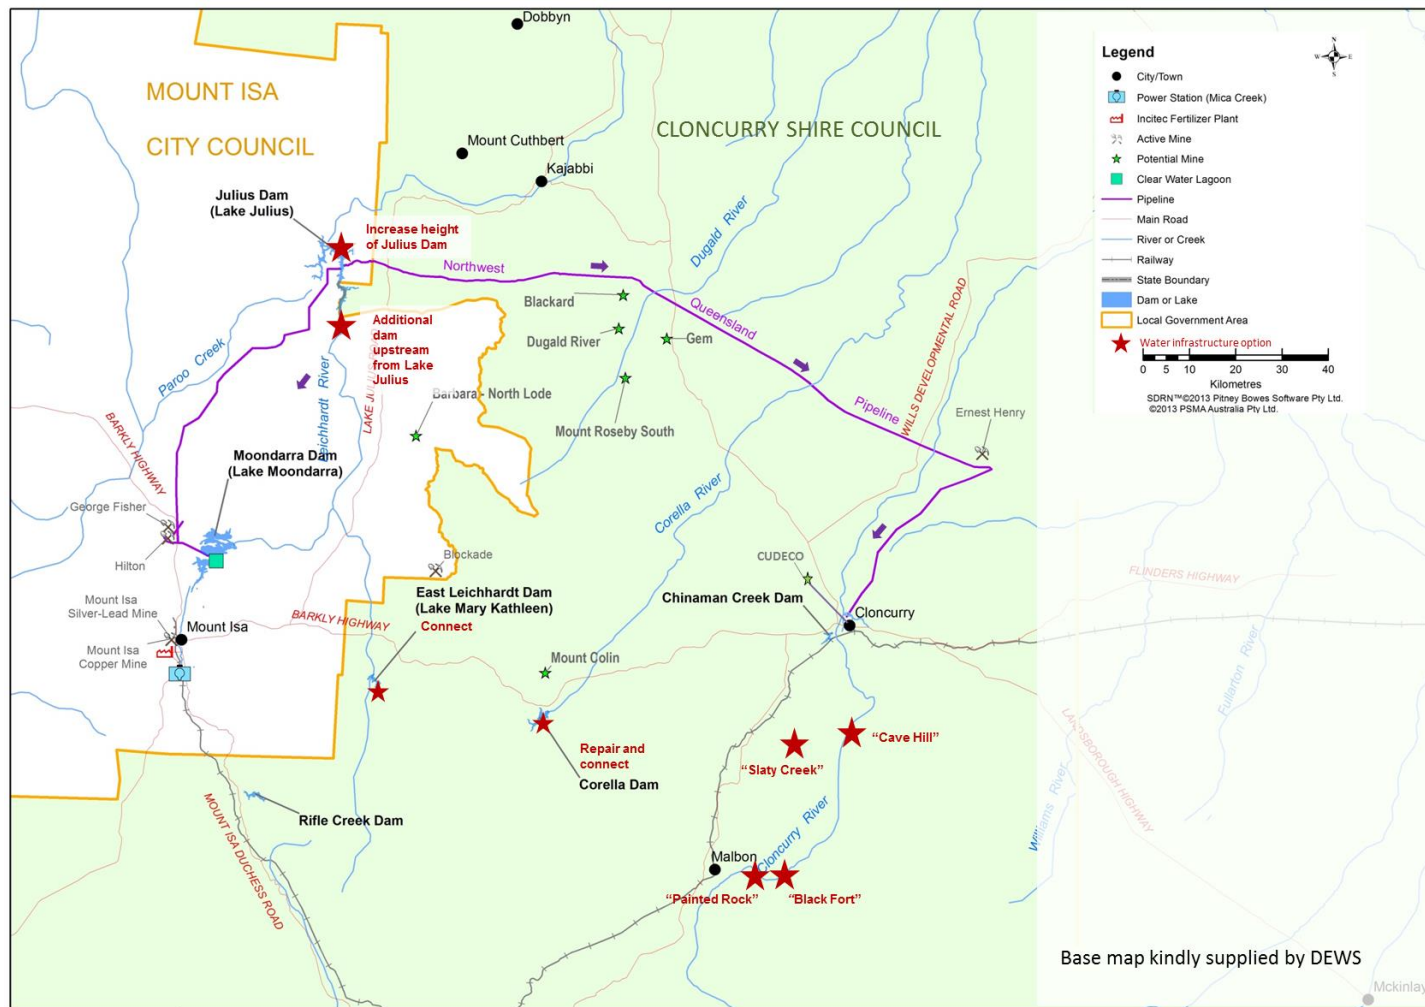 Dobbyn
MOUNT ISA
CITY COUNCIL
CLONCURRY SHIRE COUNCIL
Mount Cuthbert
Kajabbi
Julius Dam
(Lake Julius)
Increase height
of Julius Dam
Northwest
Dugald River
Blackard
Queensland
Dugald River
Gem
Additional
dam
upstream
from Lake
Julius
Paroo Creek
Leichhardt River
LAKE JULIUS
Barbara - North Lode
Mount Roseby South
Pipeline
WILLS DEVELOPMENTAL ROAD
Ernest Henry
BARKLY HIGHWAY
Moondarra Dam
(Lake Moondarra)
Corella River
George Fisher
Hilton
Blockade
CUDECO
FLINDERS HIGHWAY
East Leichhardt Dam
(Lake Mary Kathleen)
Connect
Chinaman Creek Dam
Cloncurry
Mount Isa
Silver-Lead Mine
Mount Isa
BARKLY HIGHWAY
Mount Isa
Copper Mine
Mount Colin
Fullarton River
Repair and
connect
Corella Dam
"Slaty Creek"
"Cave Hill"
LANDSBOROUGH HIGHWAY
Williams River
Rifle Creek Dam
MOUNT ISA DUCHESS ROAD
Cloncurry River
Malbon
"Painted Rock"
"Black Fort"
Base map kindly supplied by DEWS
Mckinlay
Legend
N
W
E
S
City/Town
Power Station (Mica Creek)
Incitec Fertilizer Plant
Active Mine
Potential Mine
Clear Water Lagoon
Pipeline
Main Road
River or Creek
Railway
State Boundary
Dam or Lake
Local Government Area
Water infrastructure option
0 5 10 20 30 40
Kilometres
SDRN™©2013 Pitney Bowes Software Pty Ltd.
©2013 PSMA Australia Pty Ltd.